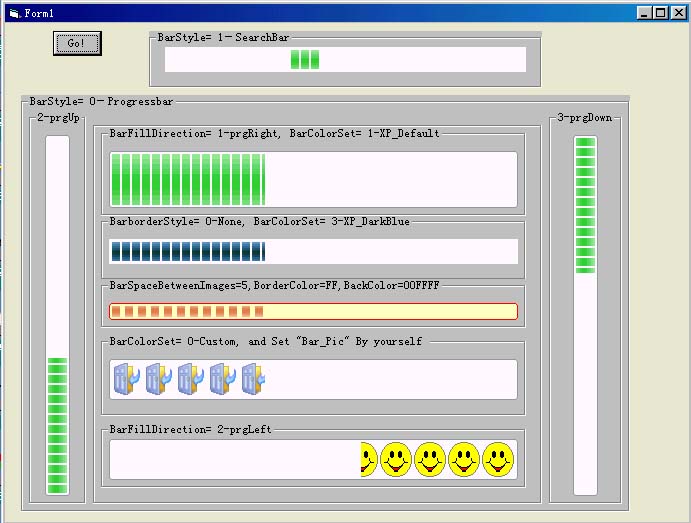 Form1
Go!
BarStyle= 1－SearchBar
BarStyle= 0－Progressbar
2-prgUp
BarFillDirection= 1-prgRight, BarColorSet= 1-XP_Default
3-prgDown
BarborderStyle= 0-None, BarColorSet= 3-XP_DarkBlue
BarSpaceBetweenImages=5,BorderColor=FF,BackColor=00FFFF
BarColorSet= 0-Custom, and Set "Bar_Pic" By yourself
BarFillDirection= 2-prgLeft